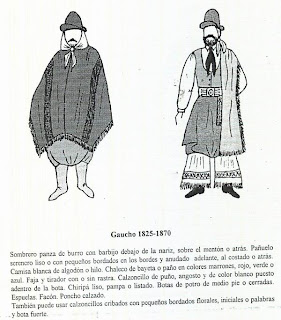 Gaucho 1825-1870
Sombrero panza de burro con barbijo debajo de la nariz, sobre el mentón o atrás. Pañuelo
serenero liso o con pequeños bordados en los bordes y anudado adelante, al costado o atrás.
Camisa blanca de algodón o hilo. Chaleco de bayeta o paño en colores marrones, rojo, verde o
azul. Faja y tirador con o sin rastra. Calzoncillo de puño, angosto y de color blanco puesto
adentro de la bota. Chiripá liso, pampa o listado. Botas de potro de medio pie o cerradas.
Espuelas. Facón. Poncho calzado.
También puede usar calzoncillos cribados con pequeños bordados florales, iniciales o palabras
y bota fuerte.